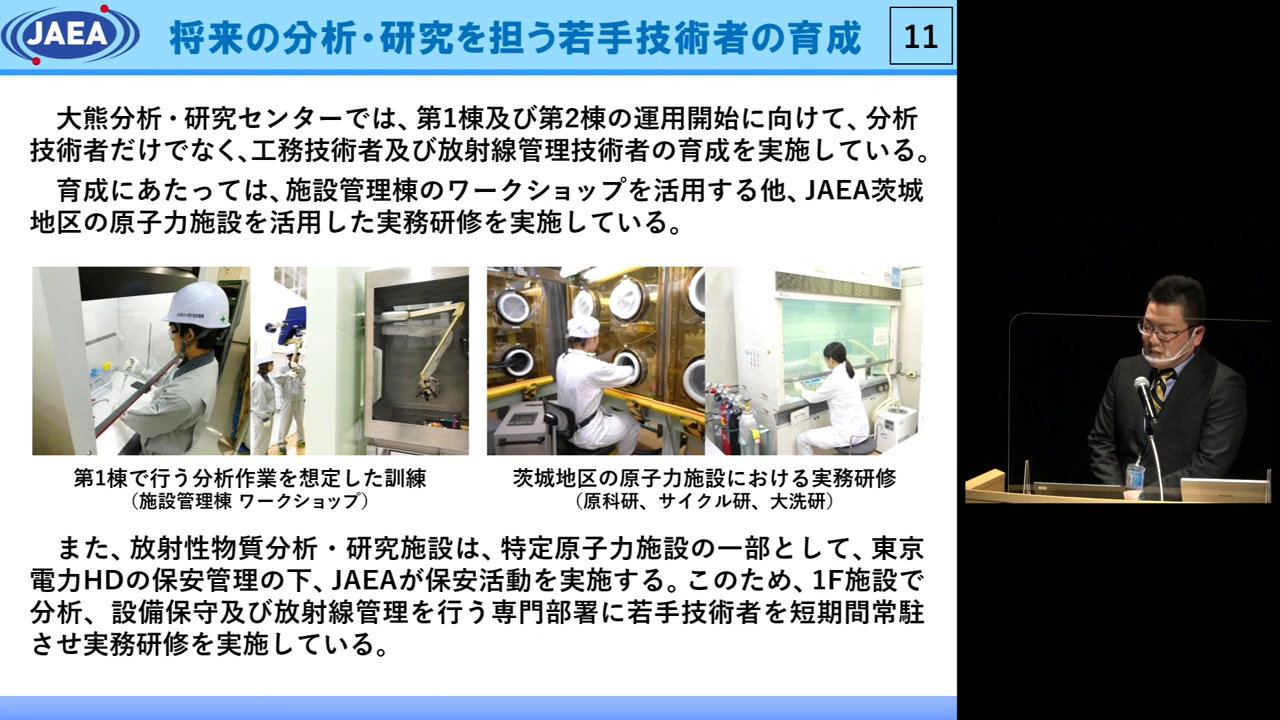 JAEA
将来の分析・研究を担う若手技術者の育成
11
大熊分析・研究センターでは、第1棟及び第2棟の運用開始に向けて、分析
技術者だけでなく、工務技術者及び放射線管理技術者の育成を実施している。
育成にあたっては、施設管理棟のワークショップを活用する他、JAEA茨城
地区の原子力施設を活用した実務研修を実施している。
第1棟で行う分析作業を想定した訓練
（施設管理棟 ワークショップ）
茨城地区の原子力施設における実務研修
（原科研、サイクル研、大洗研）
また、放射性物質分析・研究施設は、特定原子力施設の一部として、東京
電力HDの保安管理の下、JAEAが保安活動を実施する。このため、1F施設で
分析、設備保守及び放射線管理を行う専門部署に若手技術者を短期間常駐
させ実務研修を実施している。